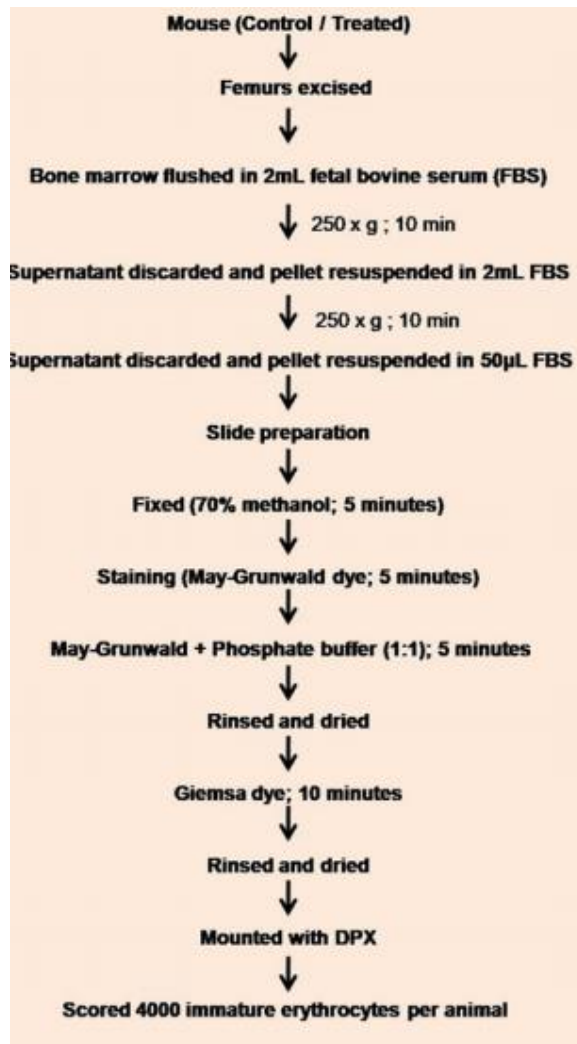 Mouse (Control / Treated)
Femurs excised
Bone marrow flushed in 2mL fetal bovine serum (FBS)
250 x g ; 10 min
Supernatant discarded and pellet resuspended in 2mL FBS
250 x g ; 10 min
Supernatant discarded and pellet resuspended in 50µL FBS
Slide preparation
Fixed (70% methanol; 5 minutes)
Staining (May-Grunwald dye; 5 minutes)
May-Grunwald + Phosphate buffer (1:1); 5 minutes
Rinsed and dried
Giemsa dye; 10 minutes
Rinsed and dried
Mounted with DPX
Scored 4000 immature erythrocytes per animal